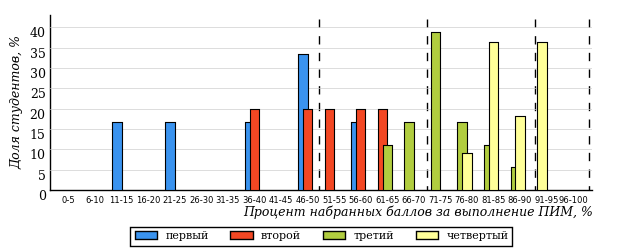 Доля студентов, %
40
35
30
25
20
15
10
5
0
0-5 6-10 11-15 16-20 21-25 26-30 31-35 36-40 41-45 46-50 51-55 56-60 61-65 66-70 71-75 76-80 81-85 86-90 91-95 96-100
Процент набранных баллов за выполнение ПИМ, %
первый второй третий четвертый